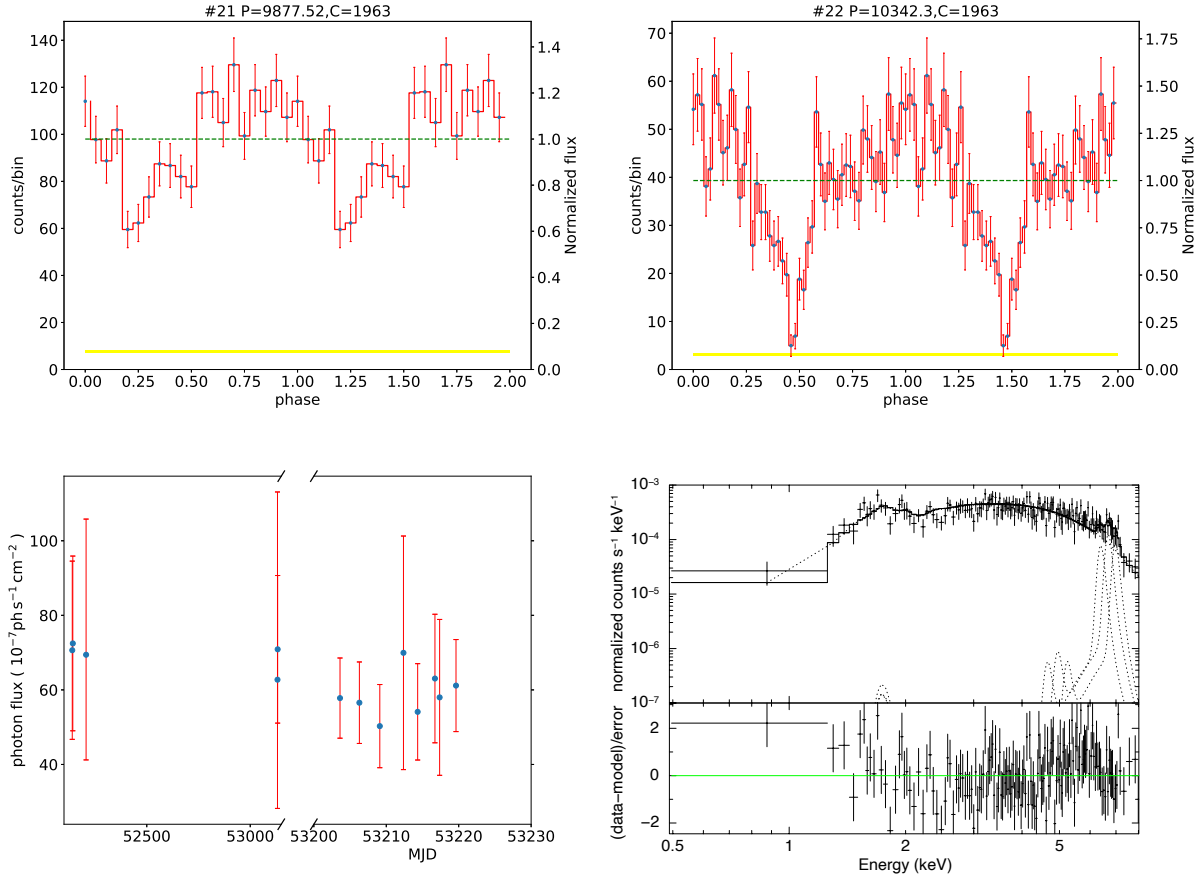 #21 P=9877.52,C=1963
140
120
100
80
60
40
20
0
counts/bin
1.4
1.2
1.0
0.8
0.6
0.4
0.2
0.0
Normalized flux
0.00 0.25 0.50 0.75 1.00 1.25 1.50 1.75 2.00
phase
#22 P=10342.3,C=1963
70
60
50
40
30
20
10
0
counts/bin
1.75
1.50
1.25
1.00
0.75
0.50
0.25
0.00
Normalized flux
0.00 0.25 0.50 0.75 1.00 1.25 1.50 1.75 2.00
phase
100
80
60
40
photon flux ( 10⁻⁷ph s⁻¹ cm⁻² )
52500 53000 53200 53210 53220 53230
MJD
10⁻³
10⁻⁴
10⁻⁵
10⁻⁶
10⁻⁷
normalized counts s⁻¹ keV⁻¹
2
0
−2
(data−model)/error
0.5 1 2 5
Energy (keV)